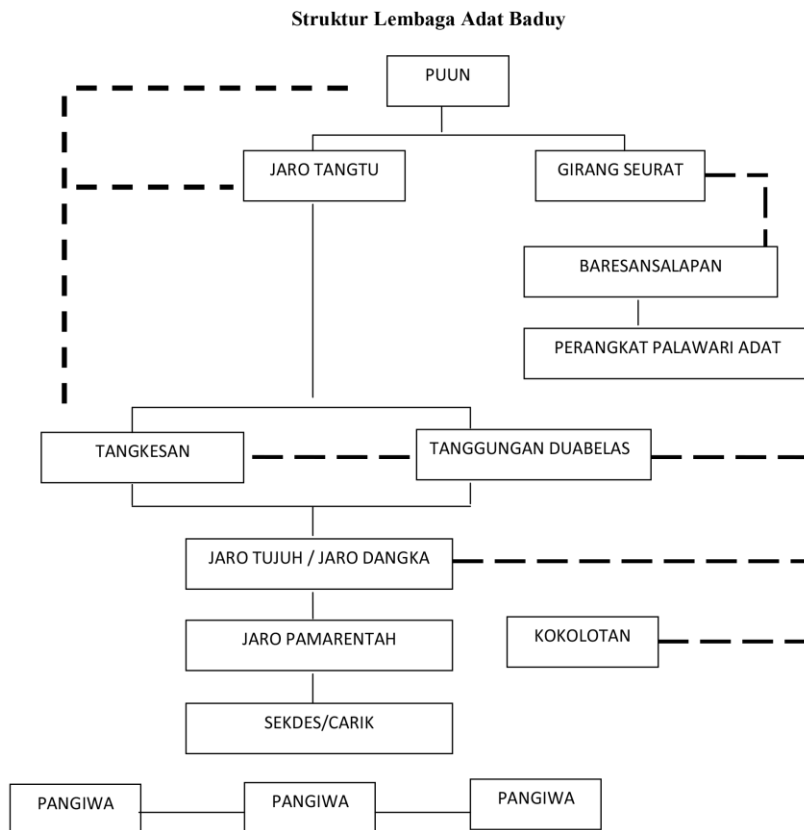 Struktur Lembaga Adat Baduy
PUUN
JARO TANGTU
GIRANG SEURAT
BARESANSALAPAN
PERANGKAT PALAWARI ADAT
TANGKESAN
TANGGUNGAN DUABELAS
JARO TUJUH / JARO DANGKA
JARO PAMARENTAH
KOKOLOTAN
SEKDES/CARIK
PANGIWA
PANGIWA
PANGIWA